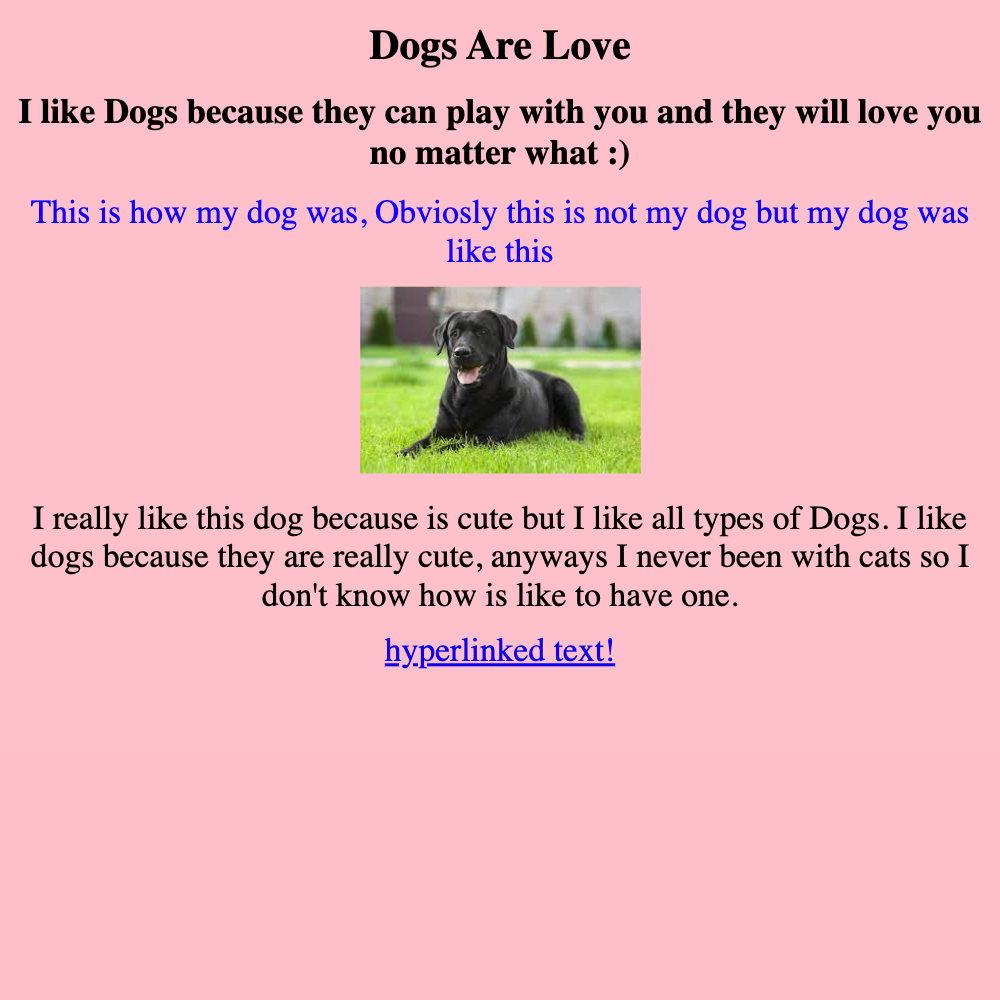 Dogs Are Love
I like Dogs because they can play with you and they will love you
no matter what :)
This is how my dog was, Obviosly this is not my dog but my dog was
like this
I really like this dog because is cute but I like all types of Dogs. I like
dogs because they are really cute, anyways I never been with cats so I
don't know how is like to have one.
hyperlinked text!